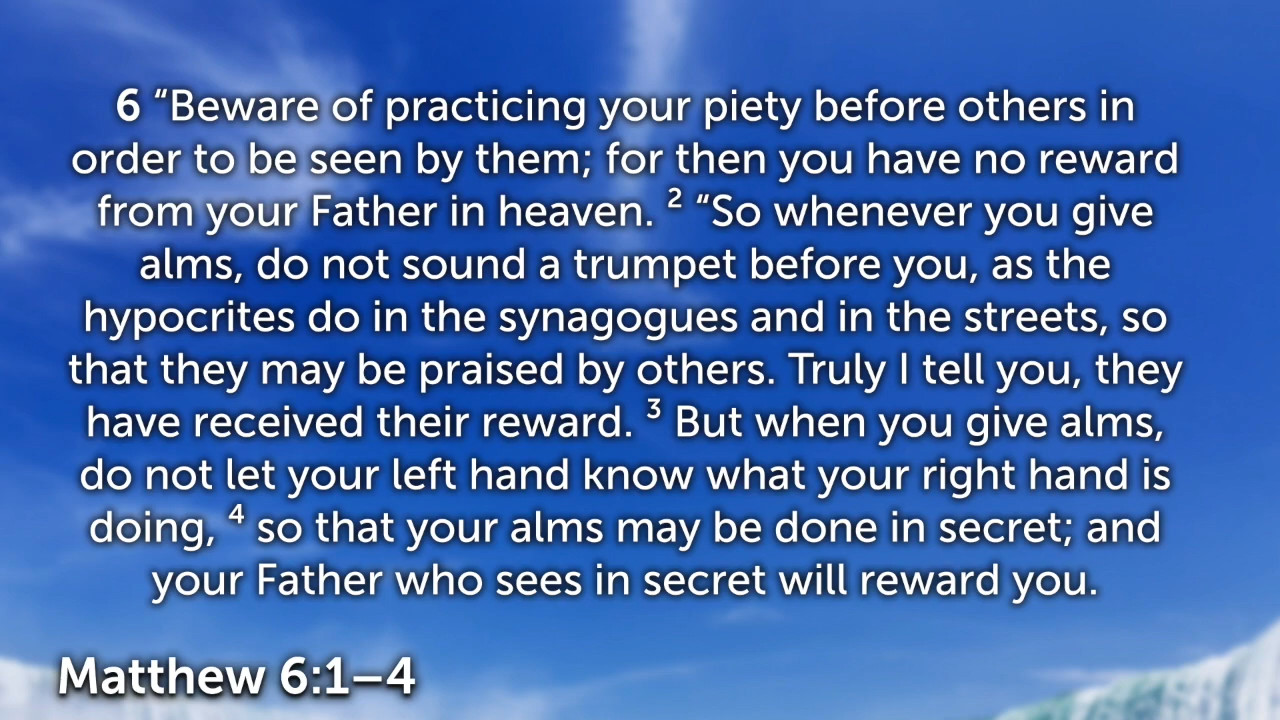 6 “Beware of practicing your piety before others in
order to be seen by them; for then you have no reward
from your Father in heaven. 2 “So whenever you give
alms, do not sound a trumpet before you, as the
hypocrites do in the synagogues and in the streets, so
that they may be praised by others. Truly I tell you, they
have received their reward. 3 But when you give alms,
do not let your left hand know what your right hand is
doing, 4 so that your alms may be done in secret; and
your Father who sees in secret will reward you.
Matthew 6:1–4